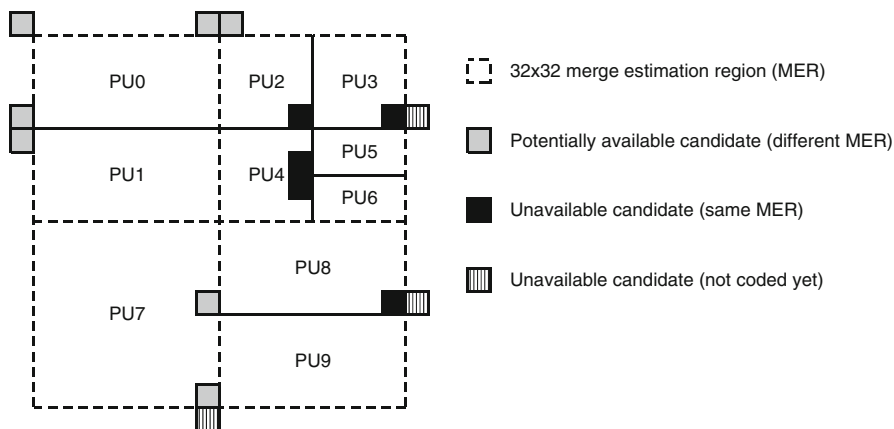 PU0
PU2
PU3
PU1
PU4
PU5
PU6
PU7
PU8
PU9
32x32 merge estimation region (MER)
Potentially available candidate (different MER)
Unavailable candidate (same MER)
Unavailable candidate (not coded yet)